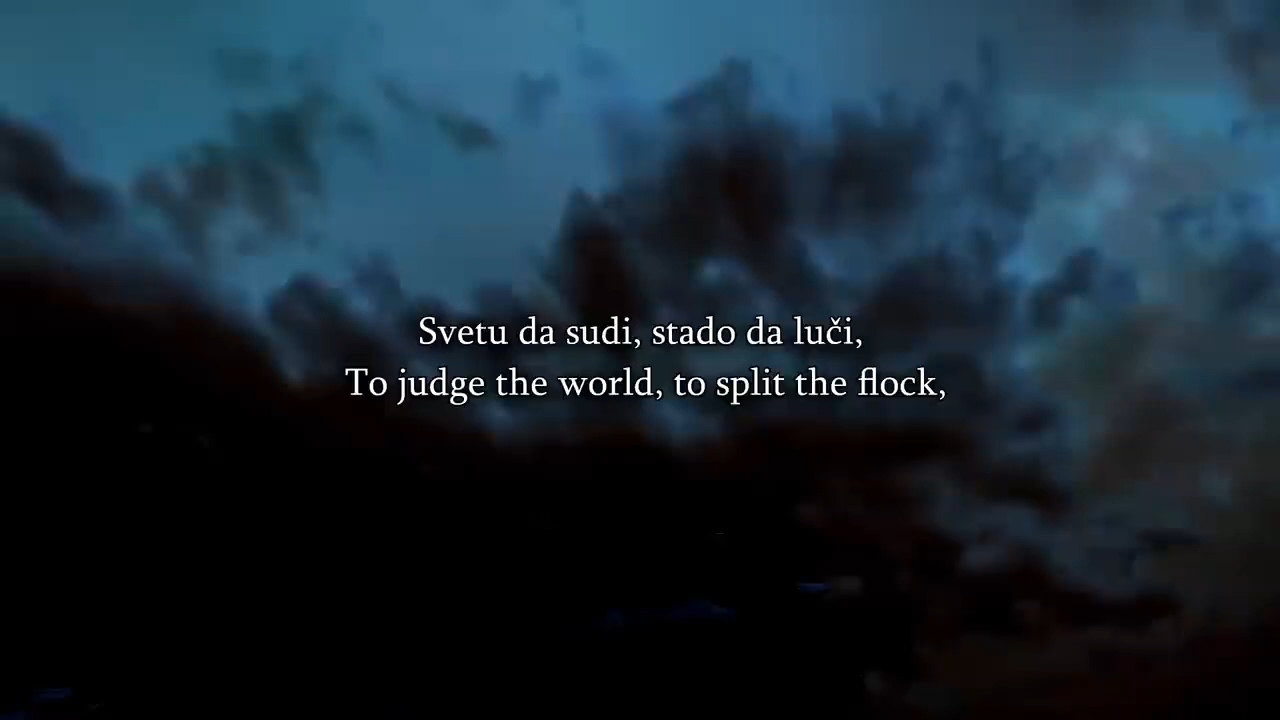 Svetu da sudi, stado da luči,
To judge the world, to split the flock,